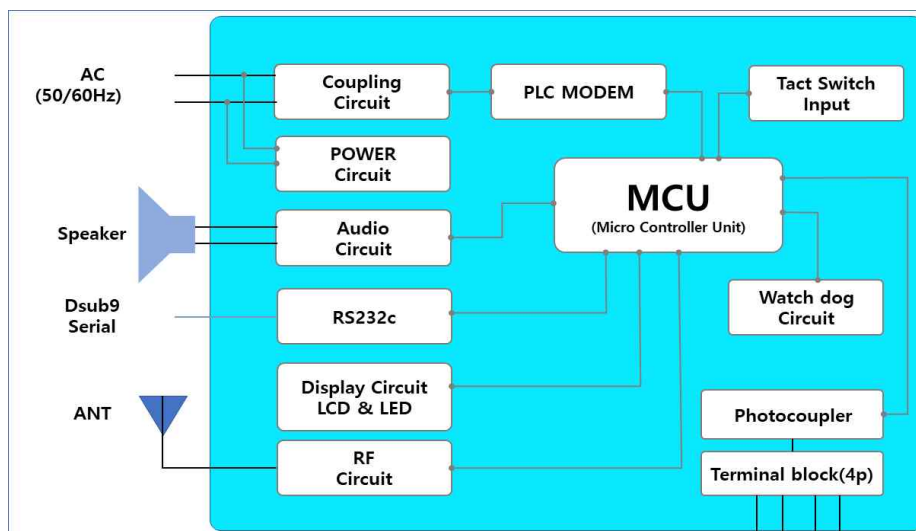 AC
(50/60Hz)
Coupling
Circuit
PLC MODEM
Tact Switch
Input
POWER
Circuit
MCU
(Micro Controller Unit)
Speaker
Audio
Circuit
Dsub9
Serial
RS232c
Watch dog
Circuit
Display Circuit
LCD & LED
ANT
Photocoupler
RF
Circuit
Terminal block(4p)